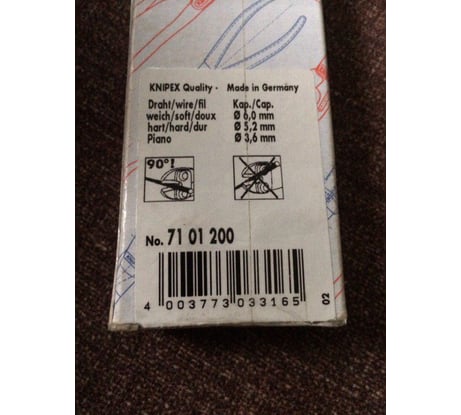 KNIPEX Quality · Made in Germany
Draht/wire/fil Kap./Cap.
weich/soft/doux Ø 6,0 mm
hart/hard/dur Ø 5,2 mm
Piano Ø 3,6 mm
90°!
No. 71 01 200
4 003773 033165
02